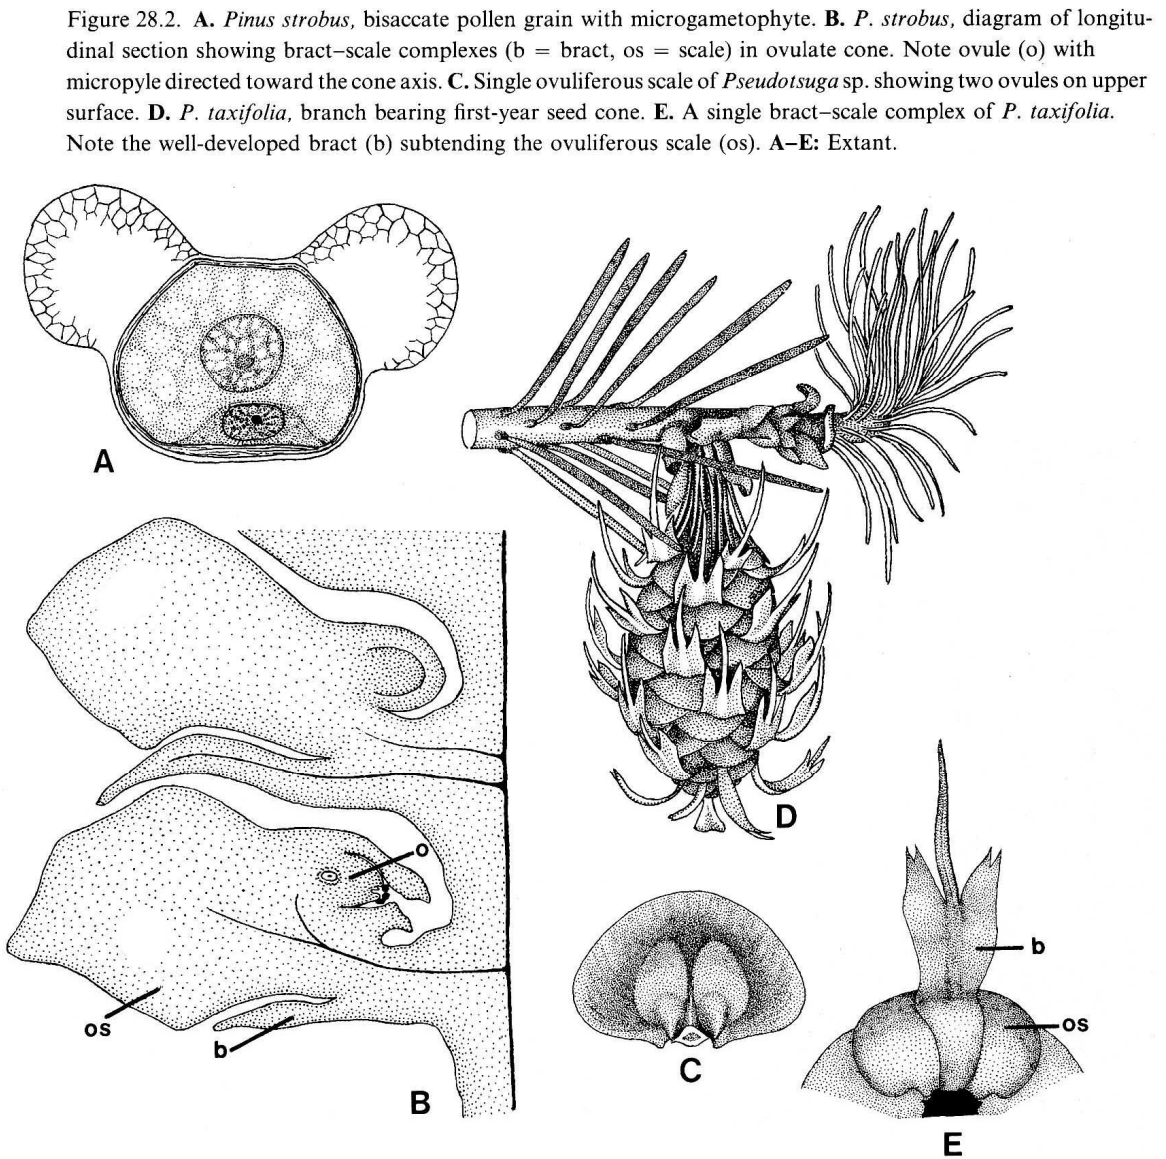 Figure 28.2. A. Pinus strobus, bisaccate pollen grain with microgametophyte. B. P. strobus, diagram of longitu-
dinal section showing bract–scale complexes (b = bract, os = scale) in ovulate cone. Note ovule (o) with
micropyle directed toward the cone axis. C. Single ovuliferous scale of Pseudotsuga sp. showing two ovules on upper
surface. D. P. taxifolia, branch bearing first-year seed cone. E. A single bract–scale complex of P. taxifolia.
Note the well-developed bract (b) subtending the ovuliferous scale (os). A–E: Extant.
A
D
o
os
b
B
C
b
os
E